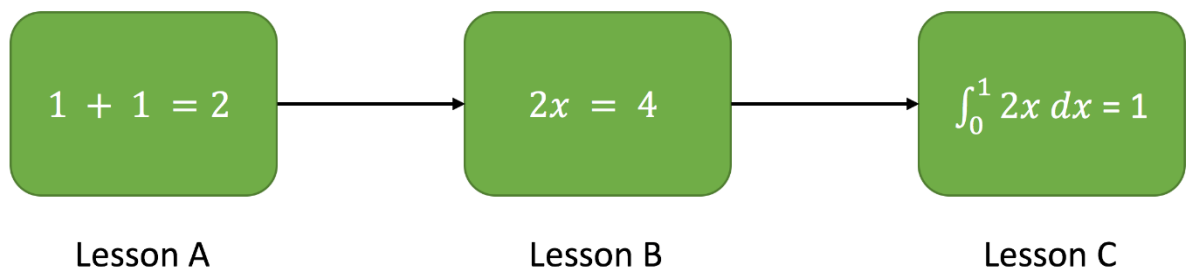 1 + 1 = 2
2x = 4
∫₀¹ 2x dx = 1
Lesson A
Lesson B
Lesson C